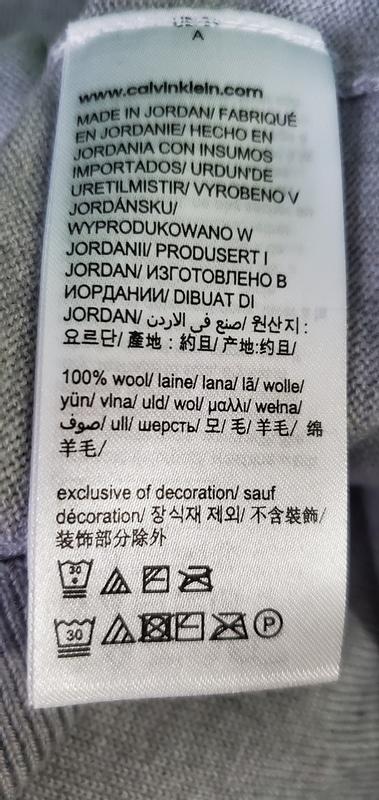 A
www.calvinklein.com
MADE IN JORDAN/ FABRIQUÉ
EN JORDANIE/ HECHO EN
JORDANIA CON INSUMOS
IMPORTADOS/ URDUN'DE
URETILMISTIR/ VYROBENO V
JORDÁNSKU/
WYPRODUKOWANO W
JORDANII/ PRODUSERT I
JORDAN/ ИЗГОТОВЛЕНО В
ИОРДАНИИ/ DIBUAT DI
JORDAN/ صنع في الاردن/ 원산지 :
요르단/ 產地：約旦/ 产地:约旦/
100% wool/ laine/ lana/ lã/ wolle/
yün/ vlna/ uld/ wol/ μαλλι/ wełna/
صوف/ ull/ шерсть/ 모/ 毛/ 羊毛/ 绵
羊毛/
exclusive of decoration/ sauf
décoration/ 장식재 제외/ 不含裝飾/
装饰部分除外
30
30 P